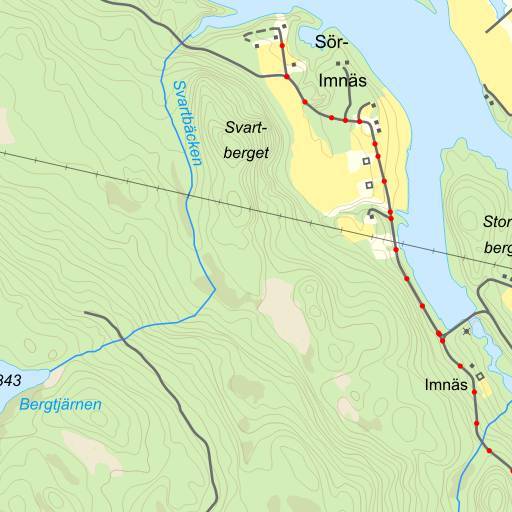 Sör-
Imnäs
Svartbäcken
Svart-
berget
Stor
berg
Imnäs
343
Bergtjärnen